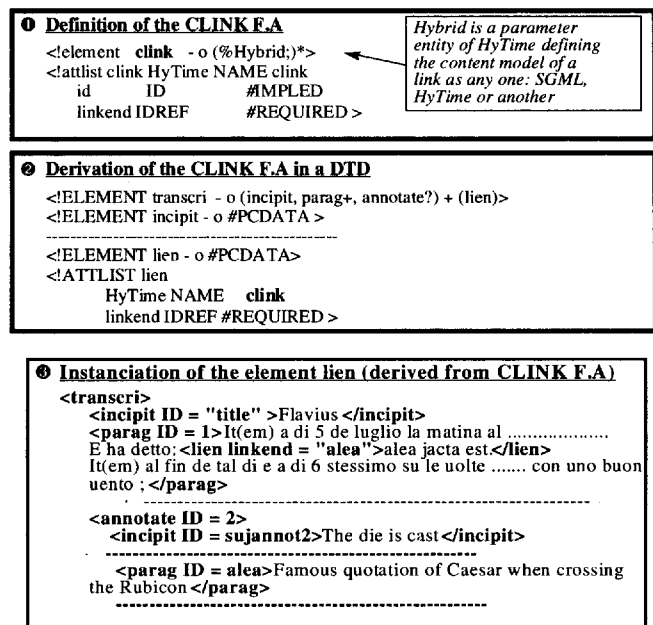 ❶ Definition of the CLINK F.A
<!element clink - o (%Hybrid;)*>
<!attlist clink HyTime NAME clink
id ID #IMPLED
linkend IDREF #REQUIRED >
Hybrid is a parameter
entity of HyTime defining
the content model of a
link as any one: SGML,
HyTime or another
❷ Derivation of the CLINK F.A in a DTD
<!ELEMENT transcri - o (incipit, parag+, annotate?) + (lien)>
<!ELEMENT incipit - o #PCDATA >
<!ELEMENT lien - o #PCDATA>
<!ATTLIST lien
HyTime NAME clink
linkend IDREF #REQUIRED >
❸ Instanciation of the element lien (derived from CLINK F.A)
<transcri>
<incipit ID = "title" >Flavius </incipit>
<parag ID = 1>It(em) a di 5 de luglio la matina al .....................
E ha detto: <lien linkend = "alea">alea jacta est.</lien>
It(em) al fin de tal di e a di 6 stessimo su le uolte ....... con uno buon
uento ; </parag>
<annotate ID = 2>
<incipit ID = sujannot2>The die is cast</incipit>
<parag ID = alea>Famous quotation of Caesar when crossing
the Rubicon </parag>